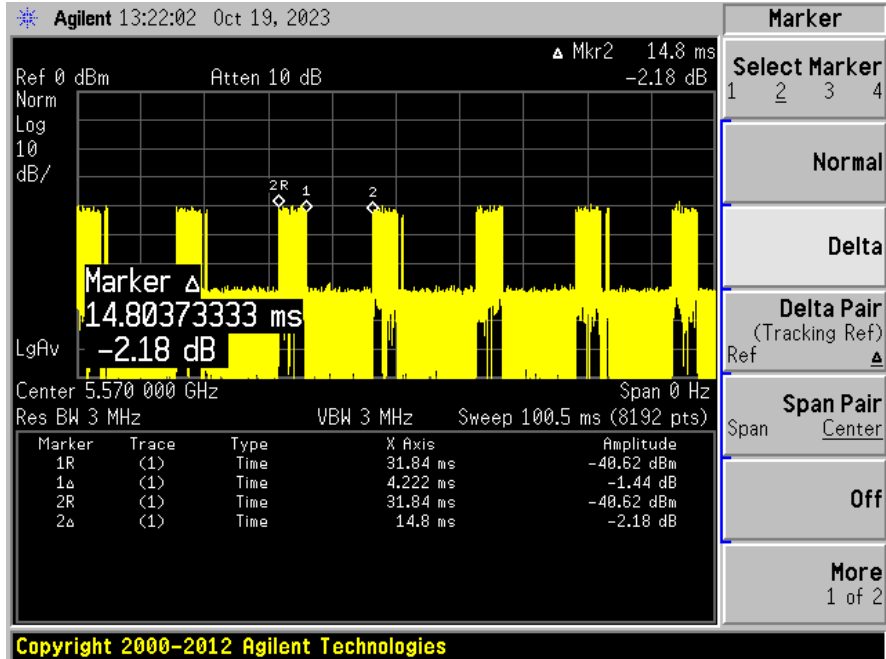 Agilent 13:22:02 Oct 19, 2023
Δ Mkr2 14.8 ms
Ref 0 dBm Atten 10 dB −2.18 dB
Norm
Log
10
dB/
2R 1 2
Marker Δ
14.80373333 ms
−2.18 dB
LgAv
Center 5.570 000 GHz Span 0 Hz
Res BW 3 MHz VBW 3 MHz Sweep 100.5 ms (8192 pts)
Marker Trace Type X Axis Amplitude
1R (1) Time 31.84 ms −40.62 dBm
1Δ (1) Time 4.222 ms −1.44 dB
2R (1) Time 31.84 ms −40.62 dBm
2Δ (1) Time 14.8 ms −2.18 dB
Copyright 2000–2012 Agilent Technologies
Marker
Select Marker
1 2 3 4
Normal
Delta
Delta Pair
(Tracking Ref)
Ref Δ
Span Pair
Span Center
Off
More
1 of 2